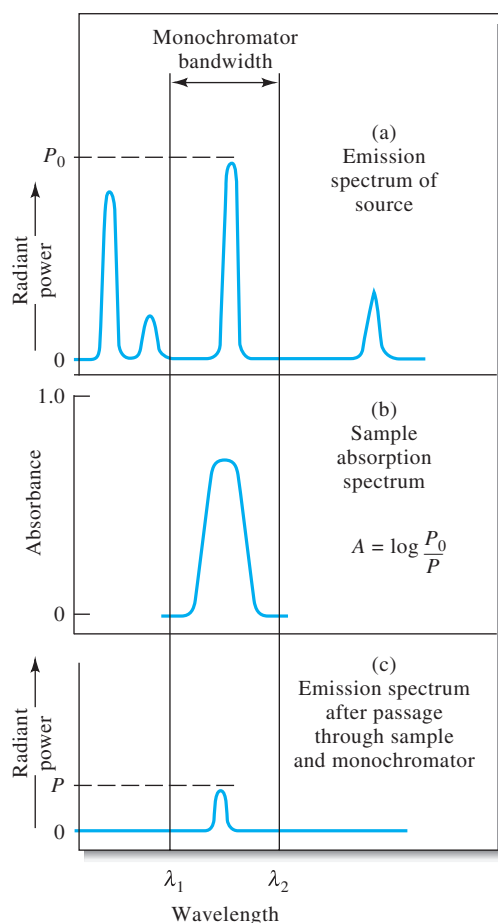 Monochromator
bandwidth
(a)
Emission
spectrum of
source
P₀
Radiant
power
0
1.0
(b)
Sample
absorption
spectrum
A = log P₀/P
Absorbance
0
(c)
Emission spectrum
after passage
through sample
and monochromator
Radiant
power
P
0
λ₁ λ₂
Wavelength